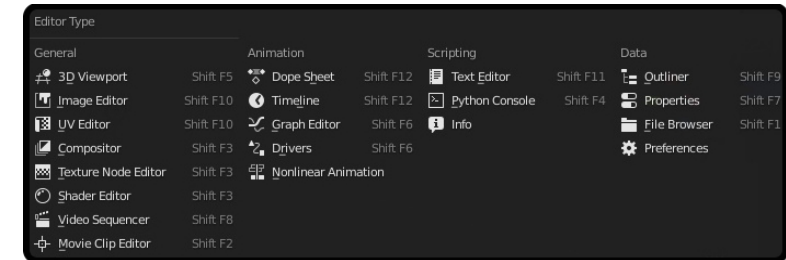 Editor Type
General
3D Viewport Shift F5
Image Editor Shift F10
UV Editor Shift F10
Compositor Shift F3
Texture Node Editor Shift F3
Shader Editor Shift F3
Video Sequencer Shift F8
Movie Clip Editor Shift F2
Animation
Dope Sheet Shift F12
Timeline Shift F12
Graph Editor Shift F6
Drivers Shift F6
Nonlinear Animation
Scripting
Text Editor Shift F11
Python Console Shift F4
Info
Data
Outliner Shift F9
Properties Shift F7
File Browser Shift F1
Preferences